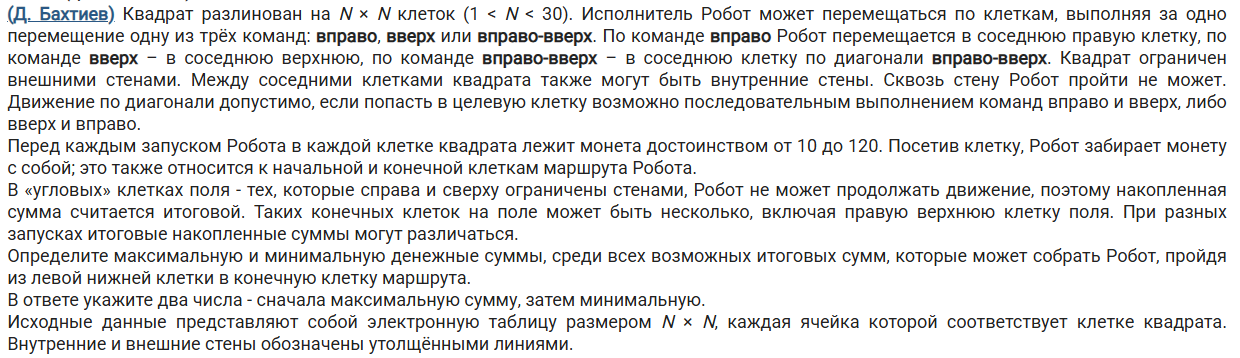 (Д. Бахтиев) Квадрат разлинован на N × N клеток (1 < N < 30). Исполнитель Робот может перемещаться по клеткам, выполняя за одно
перемещение одну из трёх команд: вправо, вверх или вправо-вверх. По команде вправо Робот перемещается в соседнюю правую клетку, по
команде вверх – в соседнюю верхнюю, по команде вправо-вверх – в соседнюю клетку по диагонали вправо-вверх. Квадрат ограничен
внешними стенами. Между соседними клетками квадрата также могут быть внутренние стены. Сквозь стену Робот пройти не может.
Движение по диагонали допустимо, если попасть в целевую клетку возможно последовательным выполнением команд вправо и вверх, либо
вверх и вправо.
Перед каждым запуском Робота в каждой клетке квадрата лежит монета достоинством от 10 до 120. Посетив клетку, Робот забирает монету
с собой; это также относится к начальной и конечной клеткам маршрута Робота.
В «угловых» клетках поля - тех, которые справа и сверху ограничены стенами, Робот не может продолжать движение, поэтому накопленная
сумма считается итоговой. Таких конечных клеток на поле может быть несколько, включая правую верхнюю клетку поля. При разных
запусках итоговые накопленные суммы могут различаться.
Определите максимальную и минимальную денежные суммы, среди всех возможных итоговых сумм, которые может собрать Робот, пройдя
из левой нижней клетки в конечную клетку маршрута.
В ответе укажите два числа - сначала максимальную сумму, затем минимальную.
Исходные данные представляют собой электронную таблицу размером N × N, каждая ячейка которой соответствует клетке квадрата.
Внутренние и внешние стены обозначены утолщёнными линиями.